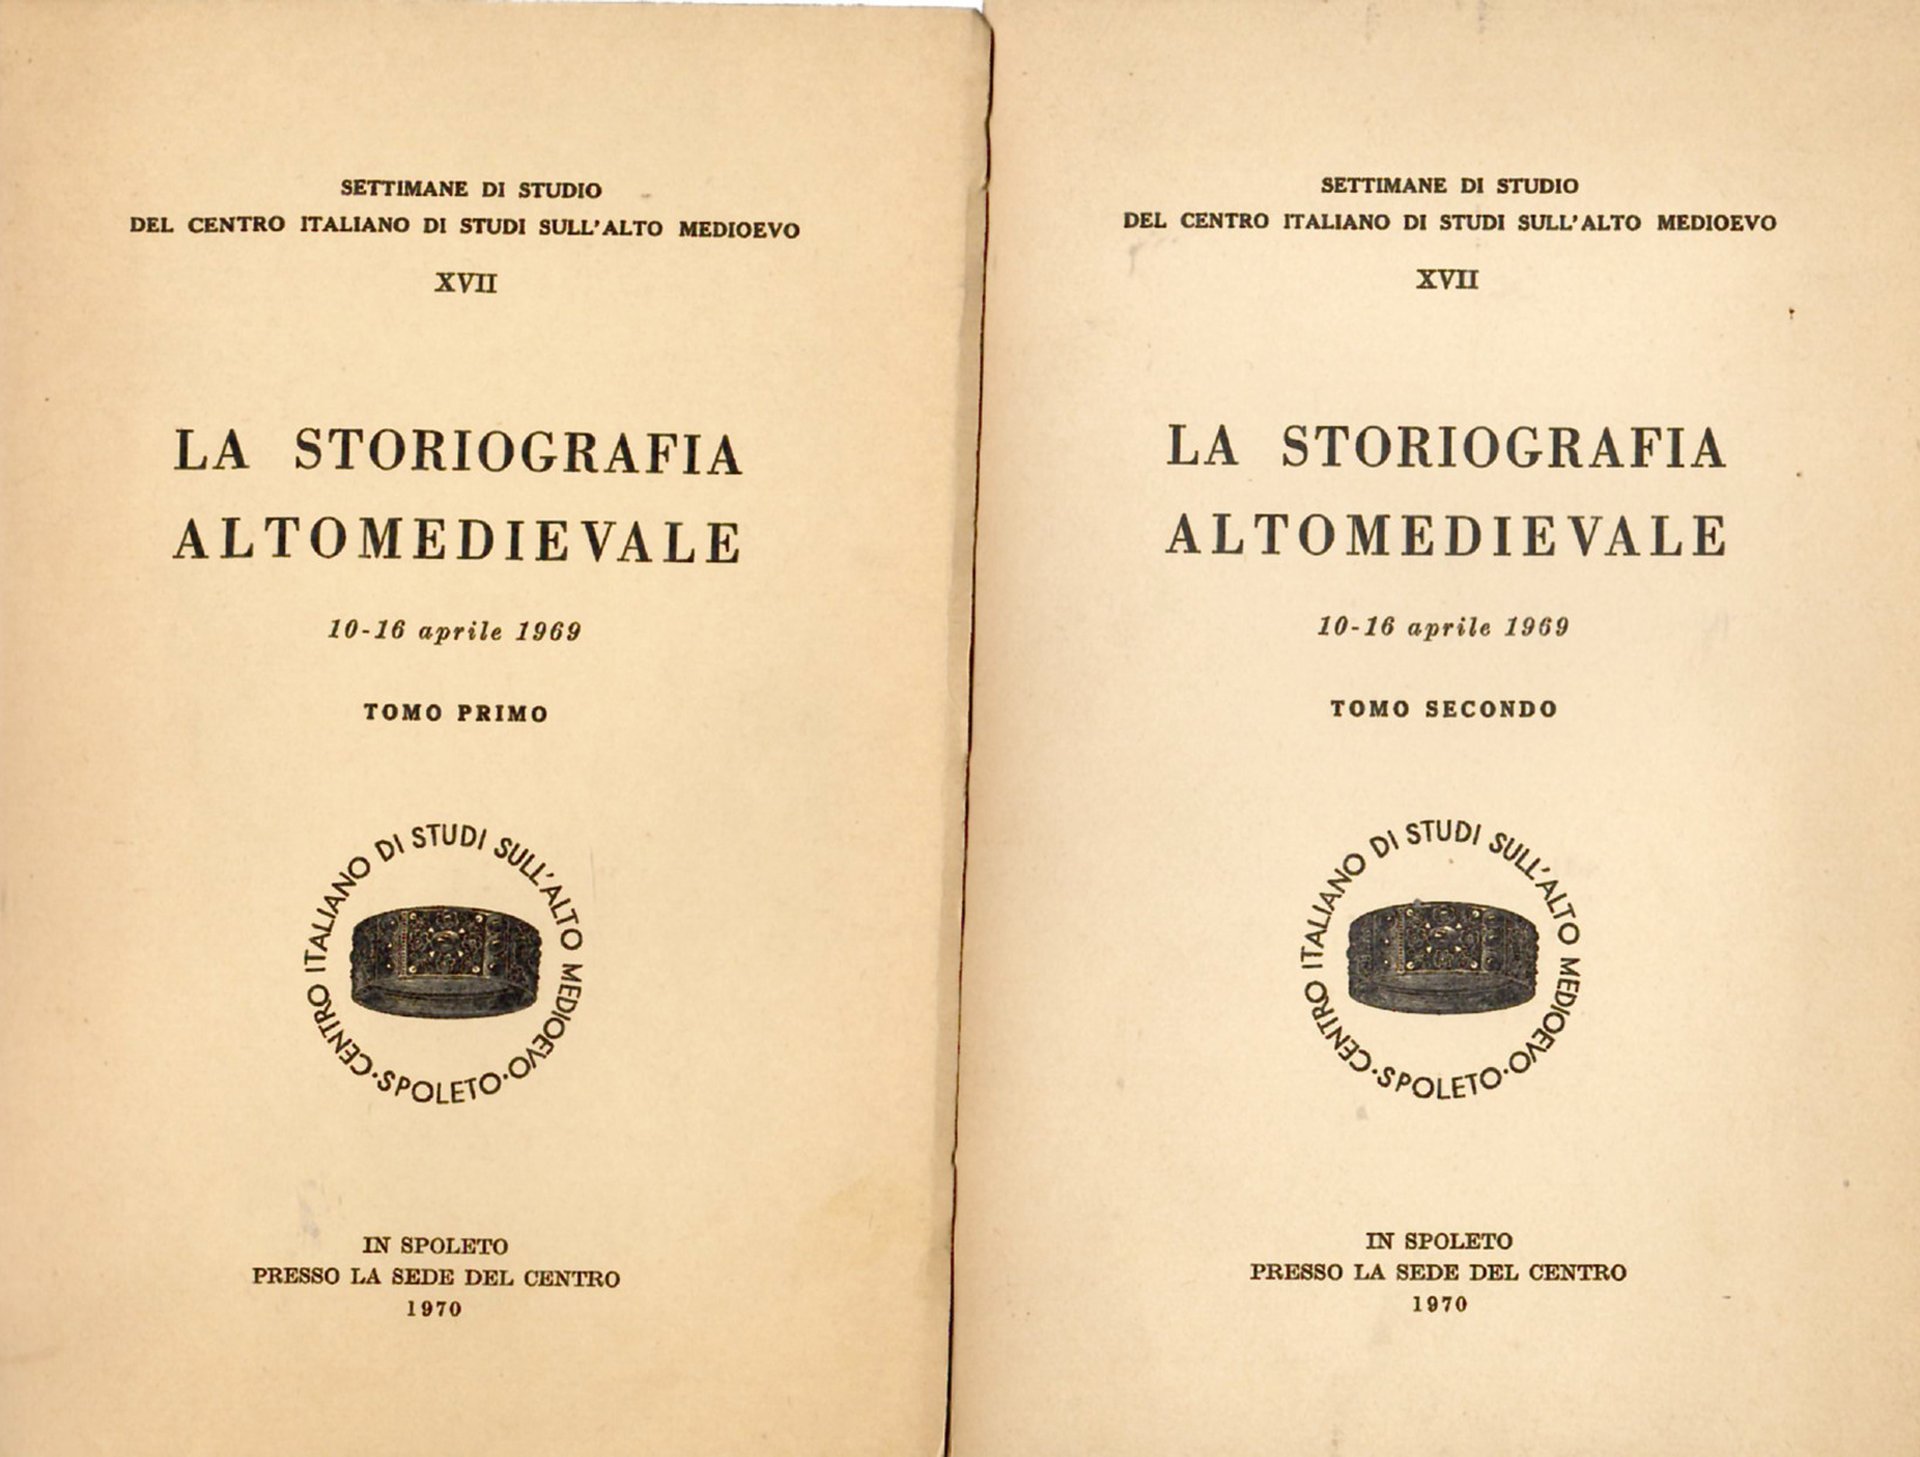 SETTIMANE DI STUDIO
DEL CENTRO ITALIANO DI STUDI SULL'ALTO MEDIOEVO
XVII
LA STORIOGRAFIA
ALTOMEDIEVALE
10-16 aprile 1969
TOMO PRIMO
CENTRO ITALIANO DI STUDI SULL'ALTO MEDIOEVO · SPOLETO ·
IN SPOLETO
PRESSO LA SEDE DEL CENTRO
1970
SETTIMANE DI STUDIO
DEL CENTRO ITALIANO DI STUDI SULL'ALTO MEDIOEVO
XVII
LA STORIOGRAFIA
ALTOMEDIEVALE
10-16 aprile 1969
TOMO SECONDO
CENTRO ITALIANO DI STUDI SULL'ALTO MEDIOEVO · SPOLETO ·
IN SPOLETO
PRESSO LA SEDE DEL CENTRO
1970